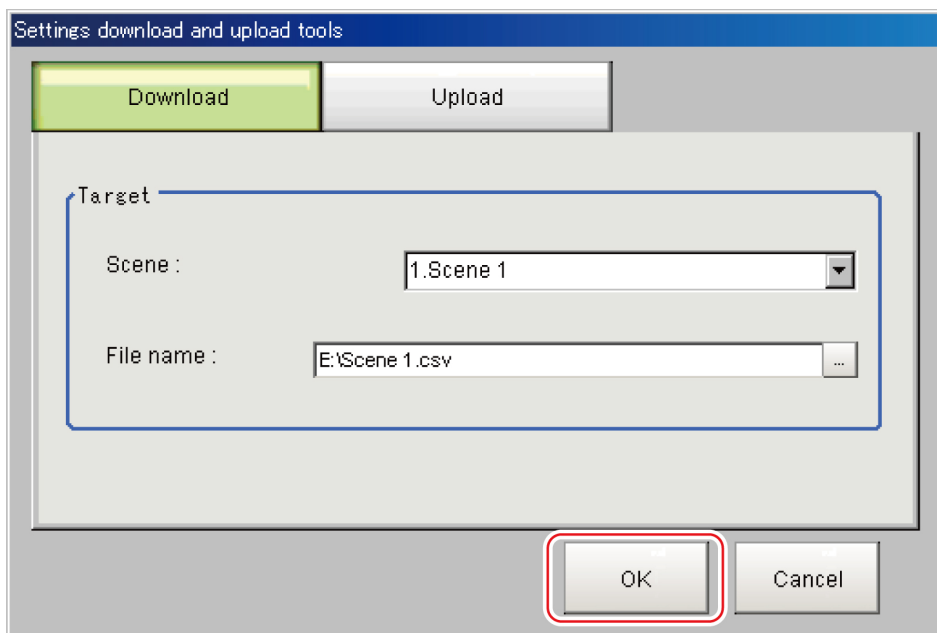 Settings download and upload tools
Download
Upload
Target
Scene :
1.Scene 1
File name :
E:\Scene 1.csv
...
OK
Cancel